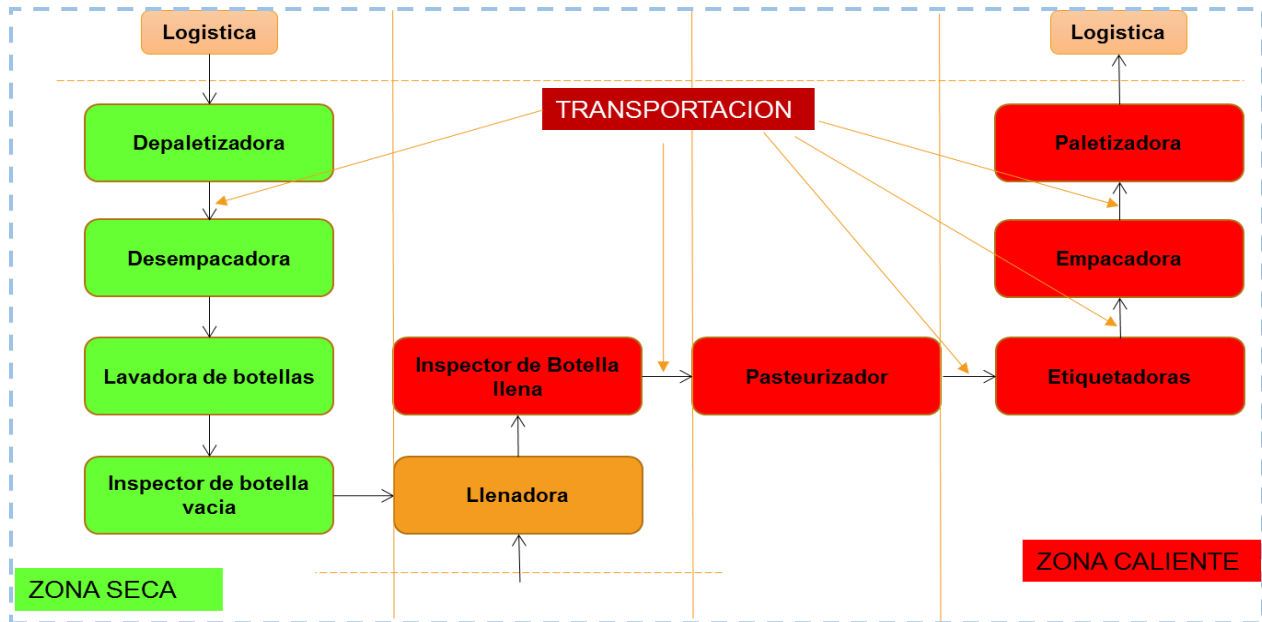 Logistica
Logistica
TRANSPORTACION
Depaletizadora
Paletizadora
Desempacadora
Empacadora
Lavadora de botellas
Inspector de Botella
llena
Pasteurizador
Etiquetadoras
Inspector de botella
vacia
Llenadora
ZONA SECA
ZONA CALIENTE